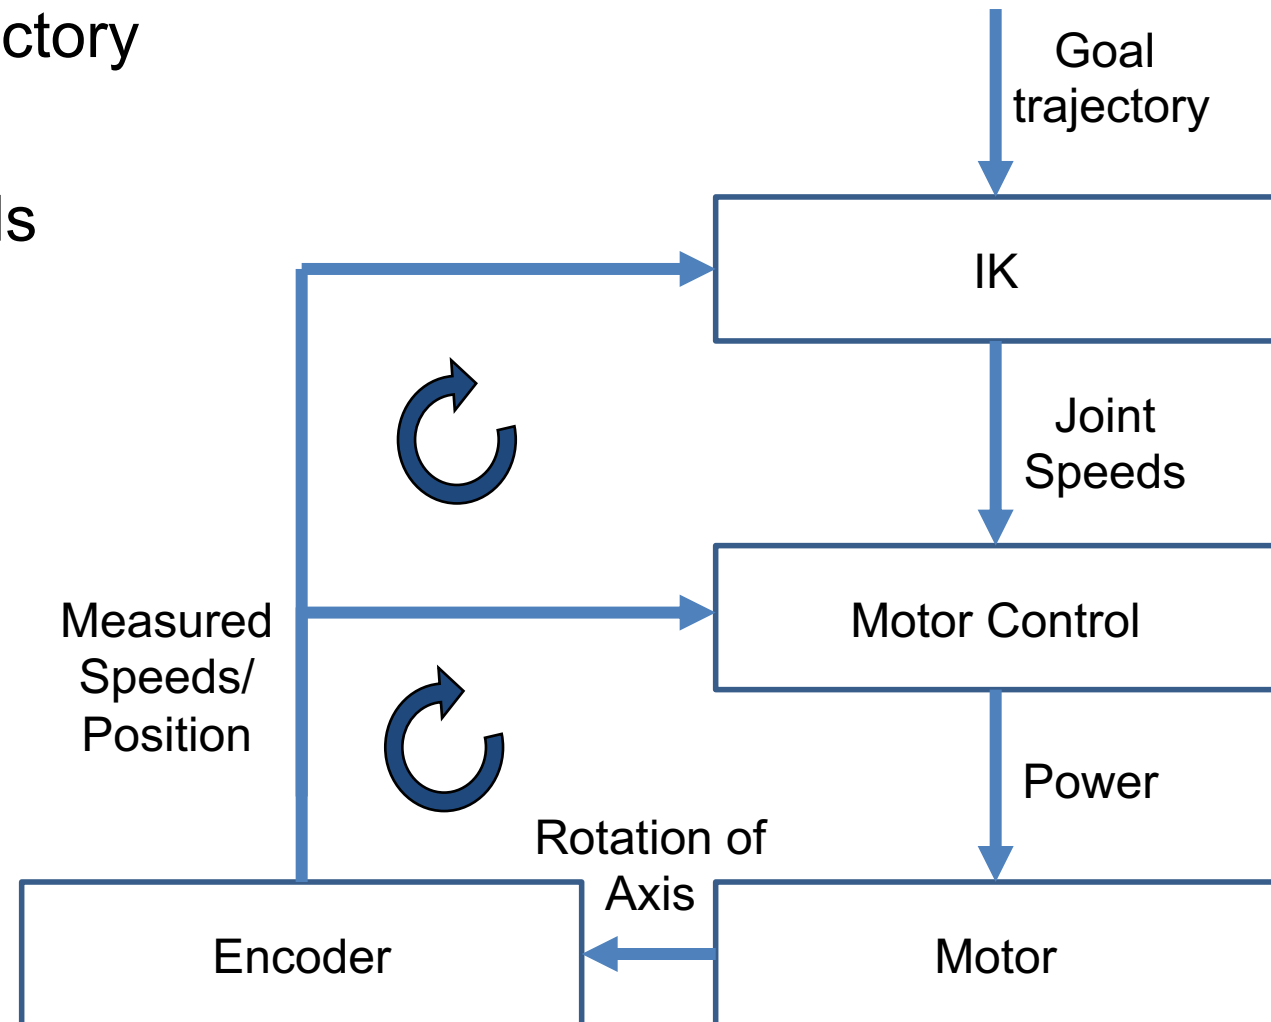 ctory
Goal
trajectory
ls
IK
Joint
Speeds
Measured
Speeds/
Position
Motor Control
Power
Rotation of
Axis
Encoder
Motor